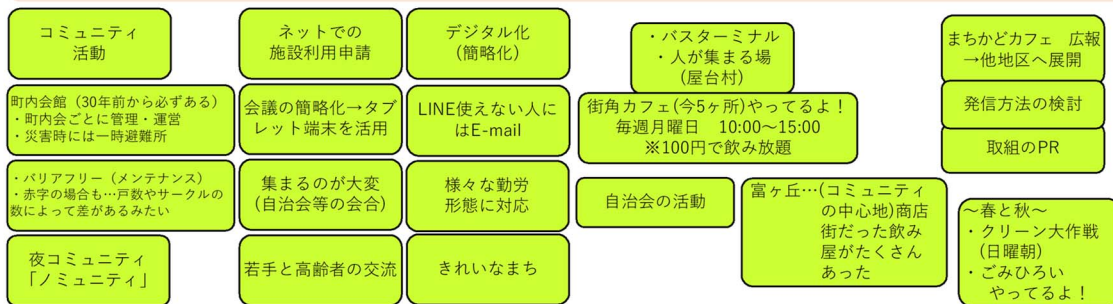 コミュニティ
活動
町内会館（30年前から必ずある）
・町内会ごとに管理・運営
・災害時には一時避難所
・バリアフリー（メンテナンス）
・赤字の場合も…戸数やサークルの
数によって差があるみたい
夜コミュニティ
「ノミュニティ」
ネットでの
施設利用申請
会議の簡略化→タブ
レット端末を活用
集まるのが大変
(自治会等の会合)
若手と高齢者の交流
デジタル化
(簡略化)
LINE使えない人に
はE-mail
様々な勤労
形態に対応
きれいなまち
・バスターミナル
・人が集まる場
(屋台村)
街角カフェ(今5ヶ所)やってるよ！
毎週月曜日　10:00～15:00
※100円で飲み放題
自治会の活動
富ヶ丘…(コミュニティ
の中心地)商店
街だった飲み
屋がたくさん
あった
まちかどカフェ　広報
→他地区へ展開
発信方法の検討
取組のPR
～春と秋～
・クリーン大作戦
(日曜朝)
・ごみひろい
やってるよ！